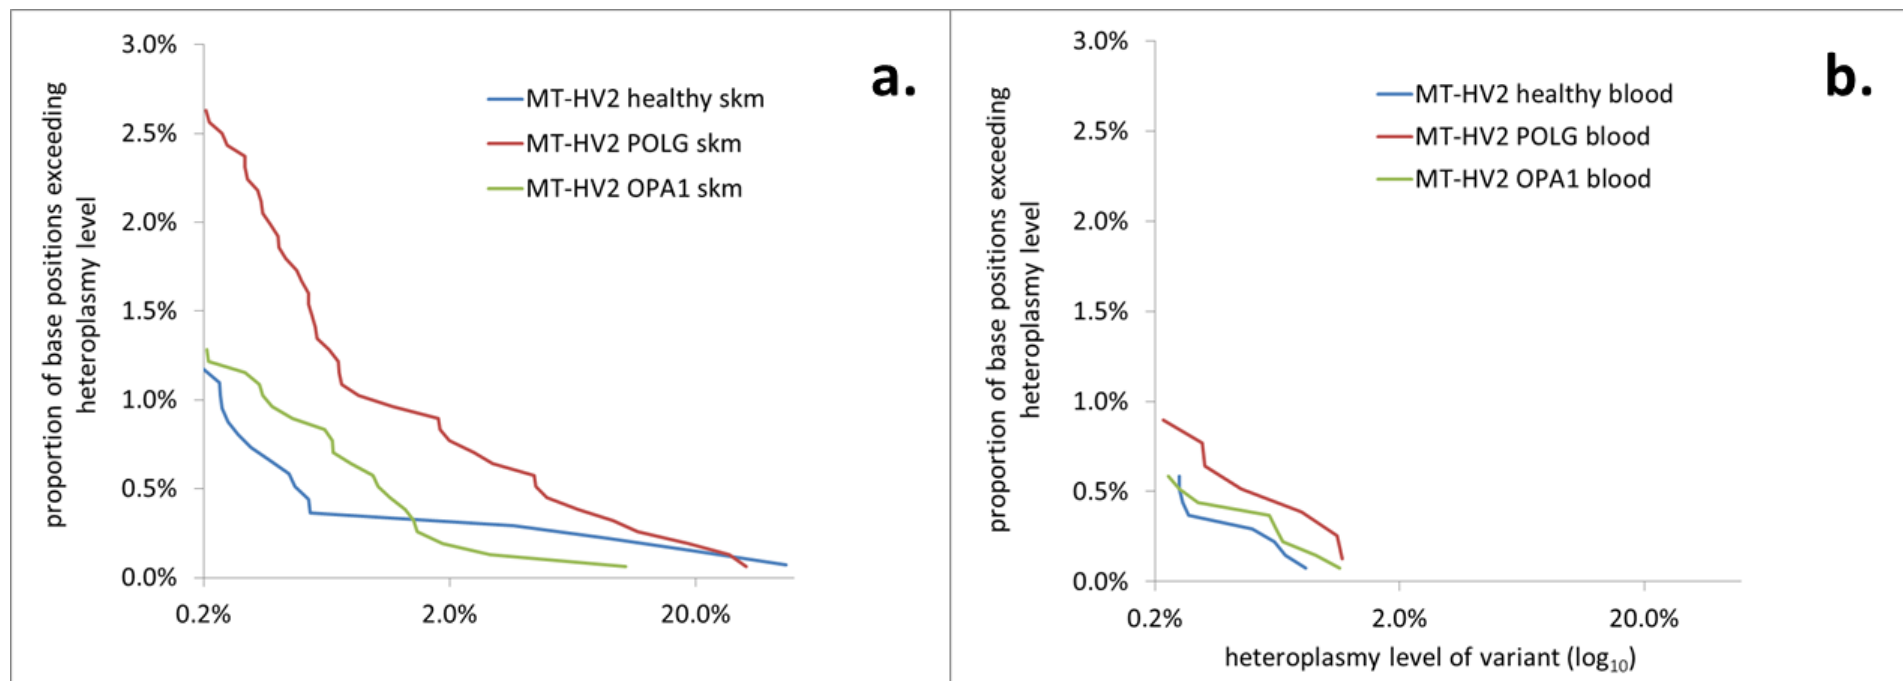 a.
proportion of base positions exceeding
heteroplasmy level
3.0%
2.5%
2.0%
1.5%
1.0%
0.5%
0.0%
0.2%
2.0%
20.0%
MT-HV2 healthy skm
MT-HV2 POLG skm
MT-HV2 OPA1 skm
b.
proportion of base positions exceeding
heteroplasmy level
3.0%
2.5%
2.0%
1.5%
1.0%
0.5%
0.0%
0.2%
2.0%
20.0%
MT-HV2 healthy blood
MT-HV2 POLG blood
MT-HV2 OPA1 blood
heteroplasmy level of variant (log₁₀)